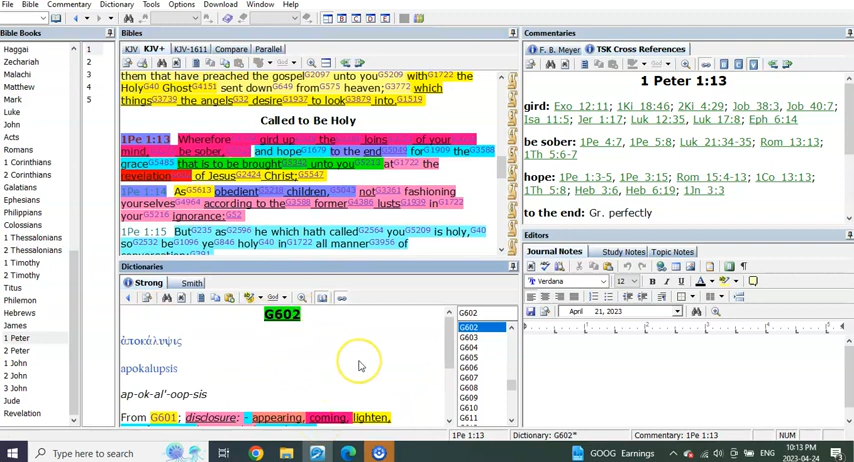 File View Bible Commentary Tools Options Download Window Help
Bible Books
Haggai
Zechariah
Malachi
Matthew
Mark
Luke
John
Acts
Romans
1 Corinthians
2 Corinthians
Galatians
Ephesians
Philippians
Colossians
1 Thessalonians
2 Thessalonians
1 Timothy
2 Timothy
Titus
Philemon
Hebrews
James
1 Peter
2 Peter
1 John
2 John
3 John
Jude
Revelation
1
2
3
4
5
Bibles
KJV KJV+ KJV-1611 Compare Parallel
them that have preached the gospel G2097 unto you G5209 with G1722 the
Holy G40 Ghost G4151 sent down G649 from G575 heaven; G3772 which
things G3739 the angels G32 desire G1937 to look G3879 into. G1519
Called to Be Holy
1Pe 1:13 Wherefore gird up the loins of your
mind, be sober, and hope G1679 to the end G5049 for G1909 the G3588
grace G5485 that is to be brought G5342 unto you G5213 at G1722 the
revelation of Jesus G2424 Christ; G5547
1Pe 1:14 As G5613 obedient G5218 children, G5043 not G3361 fashioning
yourselves G4964 according to the G3588 former G4386 lusts G1939 in G1722
your G5216 ignorance: G52
1Pe 1:15 But G235 as G2596 he which hath called G2564 you G5209 is holy, G40
so G2532 be G1096 ye G846 holy G40 in G1722 all manner G3956 of
conversation; G391
Dictionaries
Strong Smith
God
G602
ἀποκάλυψις
apokalupsis
ap-ok-al'-oop-sis
From G601; disclosure: - appearing, coming, lighten,
G602
G602
G603
G604
G605
G606
G607
G608
G609
G610
G611
Commentaries
F. B. Meyer TSK Cross References
1 Peter 1:13
gird: Exo 12:11; 1Ki 18:46; 2Ki 4:29; Job 38:3, Job 40:7;
Isa 11:5; Jer 1:17; Luk 12:35, Luk 17:8; Eph 6:14
be sober: 1Pe 4:7, 1Pe 5:8; Luk 21:34-35; Rom 13:13;
1Th 5:6-7
hope: 1Pe 1:3-5, 1Pe 3:15; Rom 15:4-13; 1Co 13:13;
1Th 5:8; Heb 3:6, Heb 6:19; 1Jn 3:3
to the end: Gr. perfectly
Editors
Journal Notes Study Notes Topic Notes
Verdana 12 B I U A
April 21, 2023
1Pe 1:13 Dictionary: G602* Commentary: 1Pe 1:13 NUM
Type here to search
GOOG Earnings
ENG
10:13 PM
2023-04-24